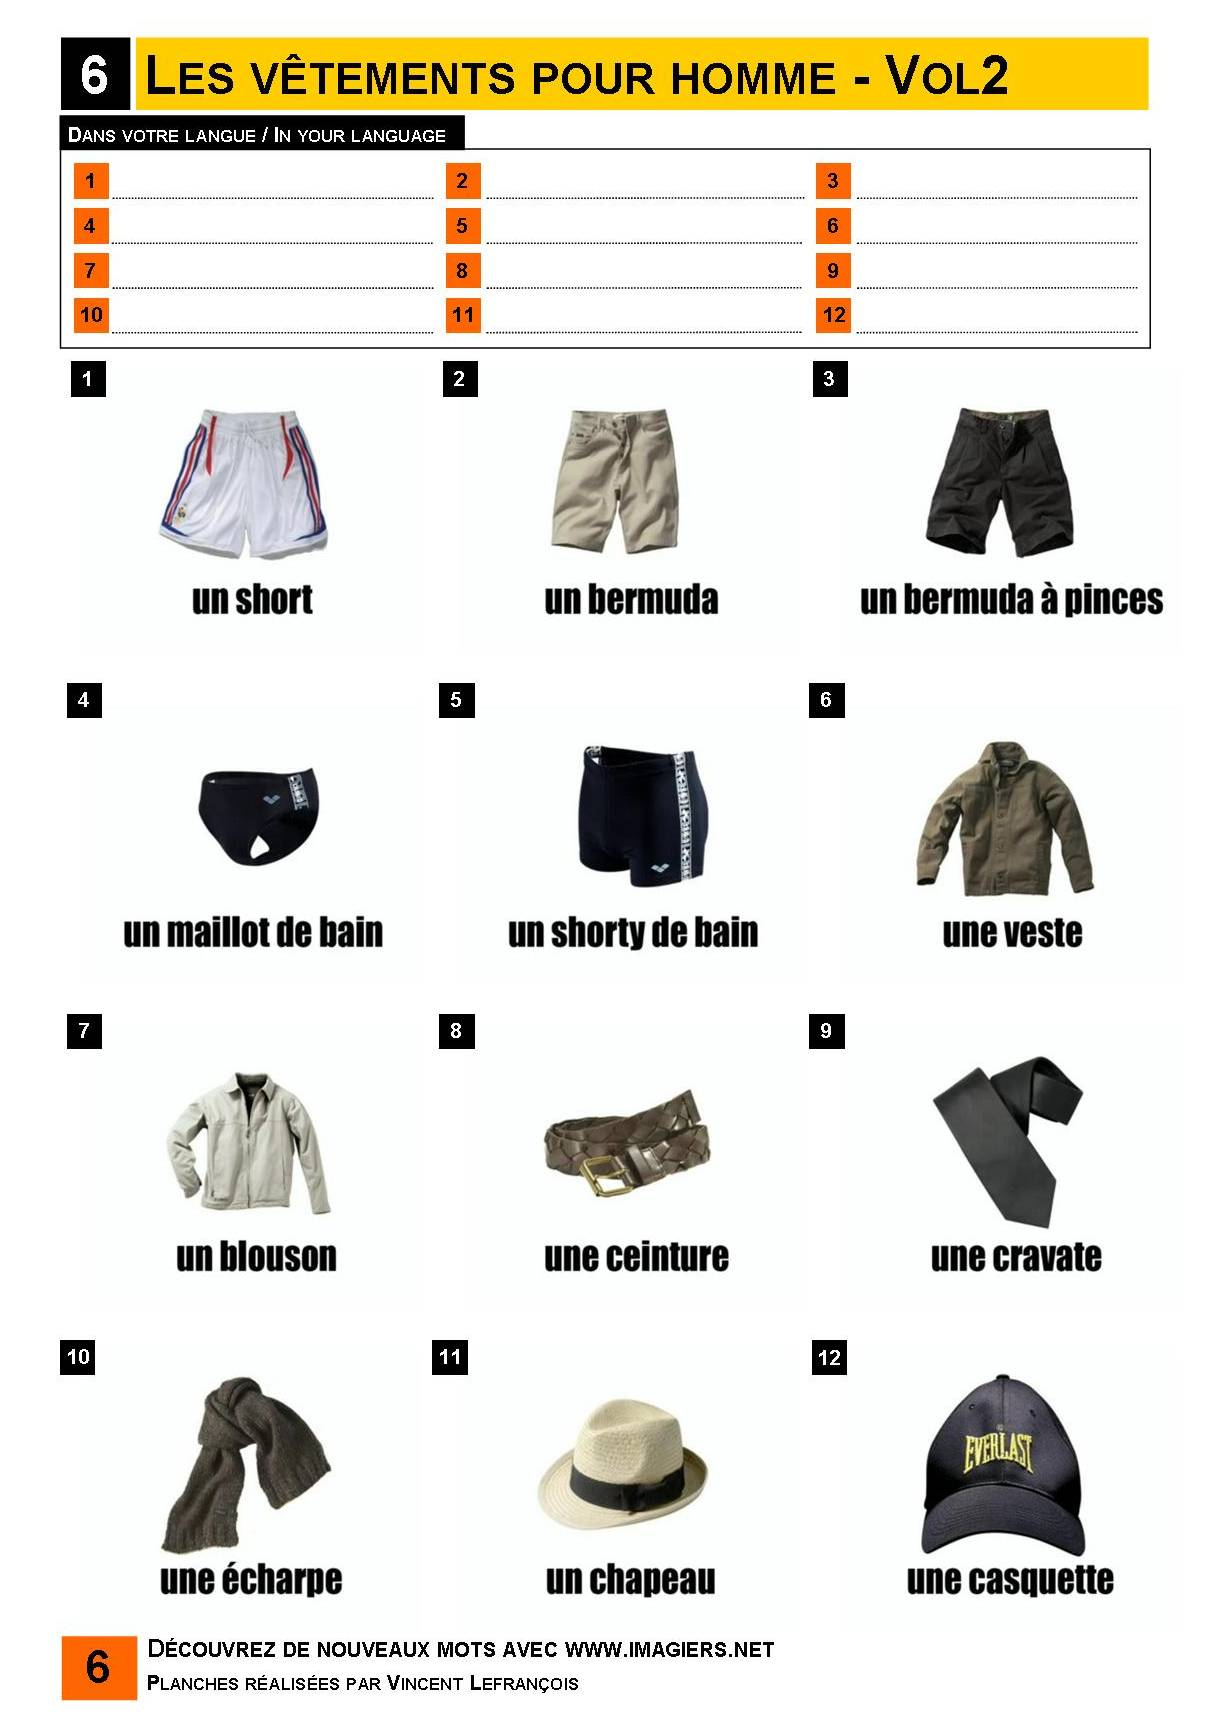 6 LES VÊTEMENTS POUR HOMME - VOL2
DANS VOTRE LANGUE / IN YOUR LANGUAGE
1 2 3
4 5 6
7 8 9
10 11 12
1 2 3
un short un bermuda un bermuda à pinces
4 5 6
un maillot de bain un shorty de bain une veste
7 8 9
un blouson une ceinture une cravate
10 11 12
EVERLAST
une écharpe un chapeau une casquette
6 DÉCOUVREZ DE NOUVEAUX MOTS AVEC WWW.IMAGIERS.NET
PLANCHES RÉALISÉES PAR VINCENT LEFRANÇOIS